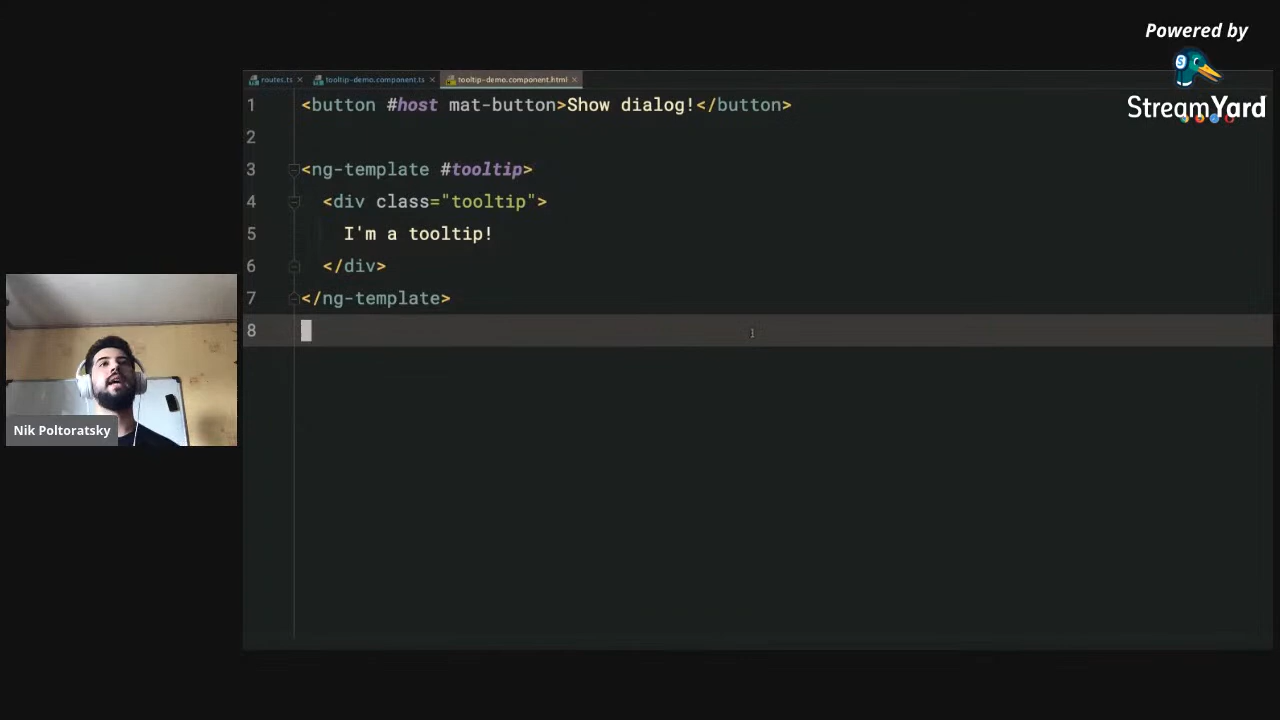 Powered by
StreamYard
routes.ts
tooltip-demo.component.ts
tooltip-demo.component.html
1 <button #host mat-button>Show dialog!</button>
2
3 <ng-template #tooltip>
4 <div class="tooltip">
5 I'm a tooltip!
6 </div>
7 </ng-template>
8
Nik Poltoratsky